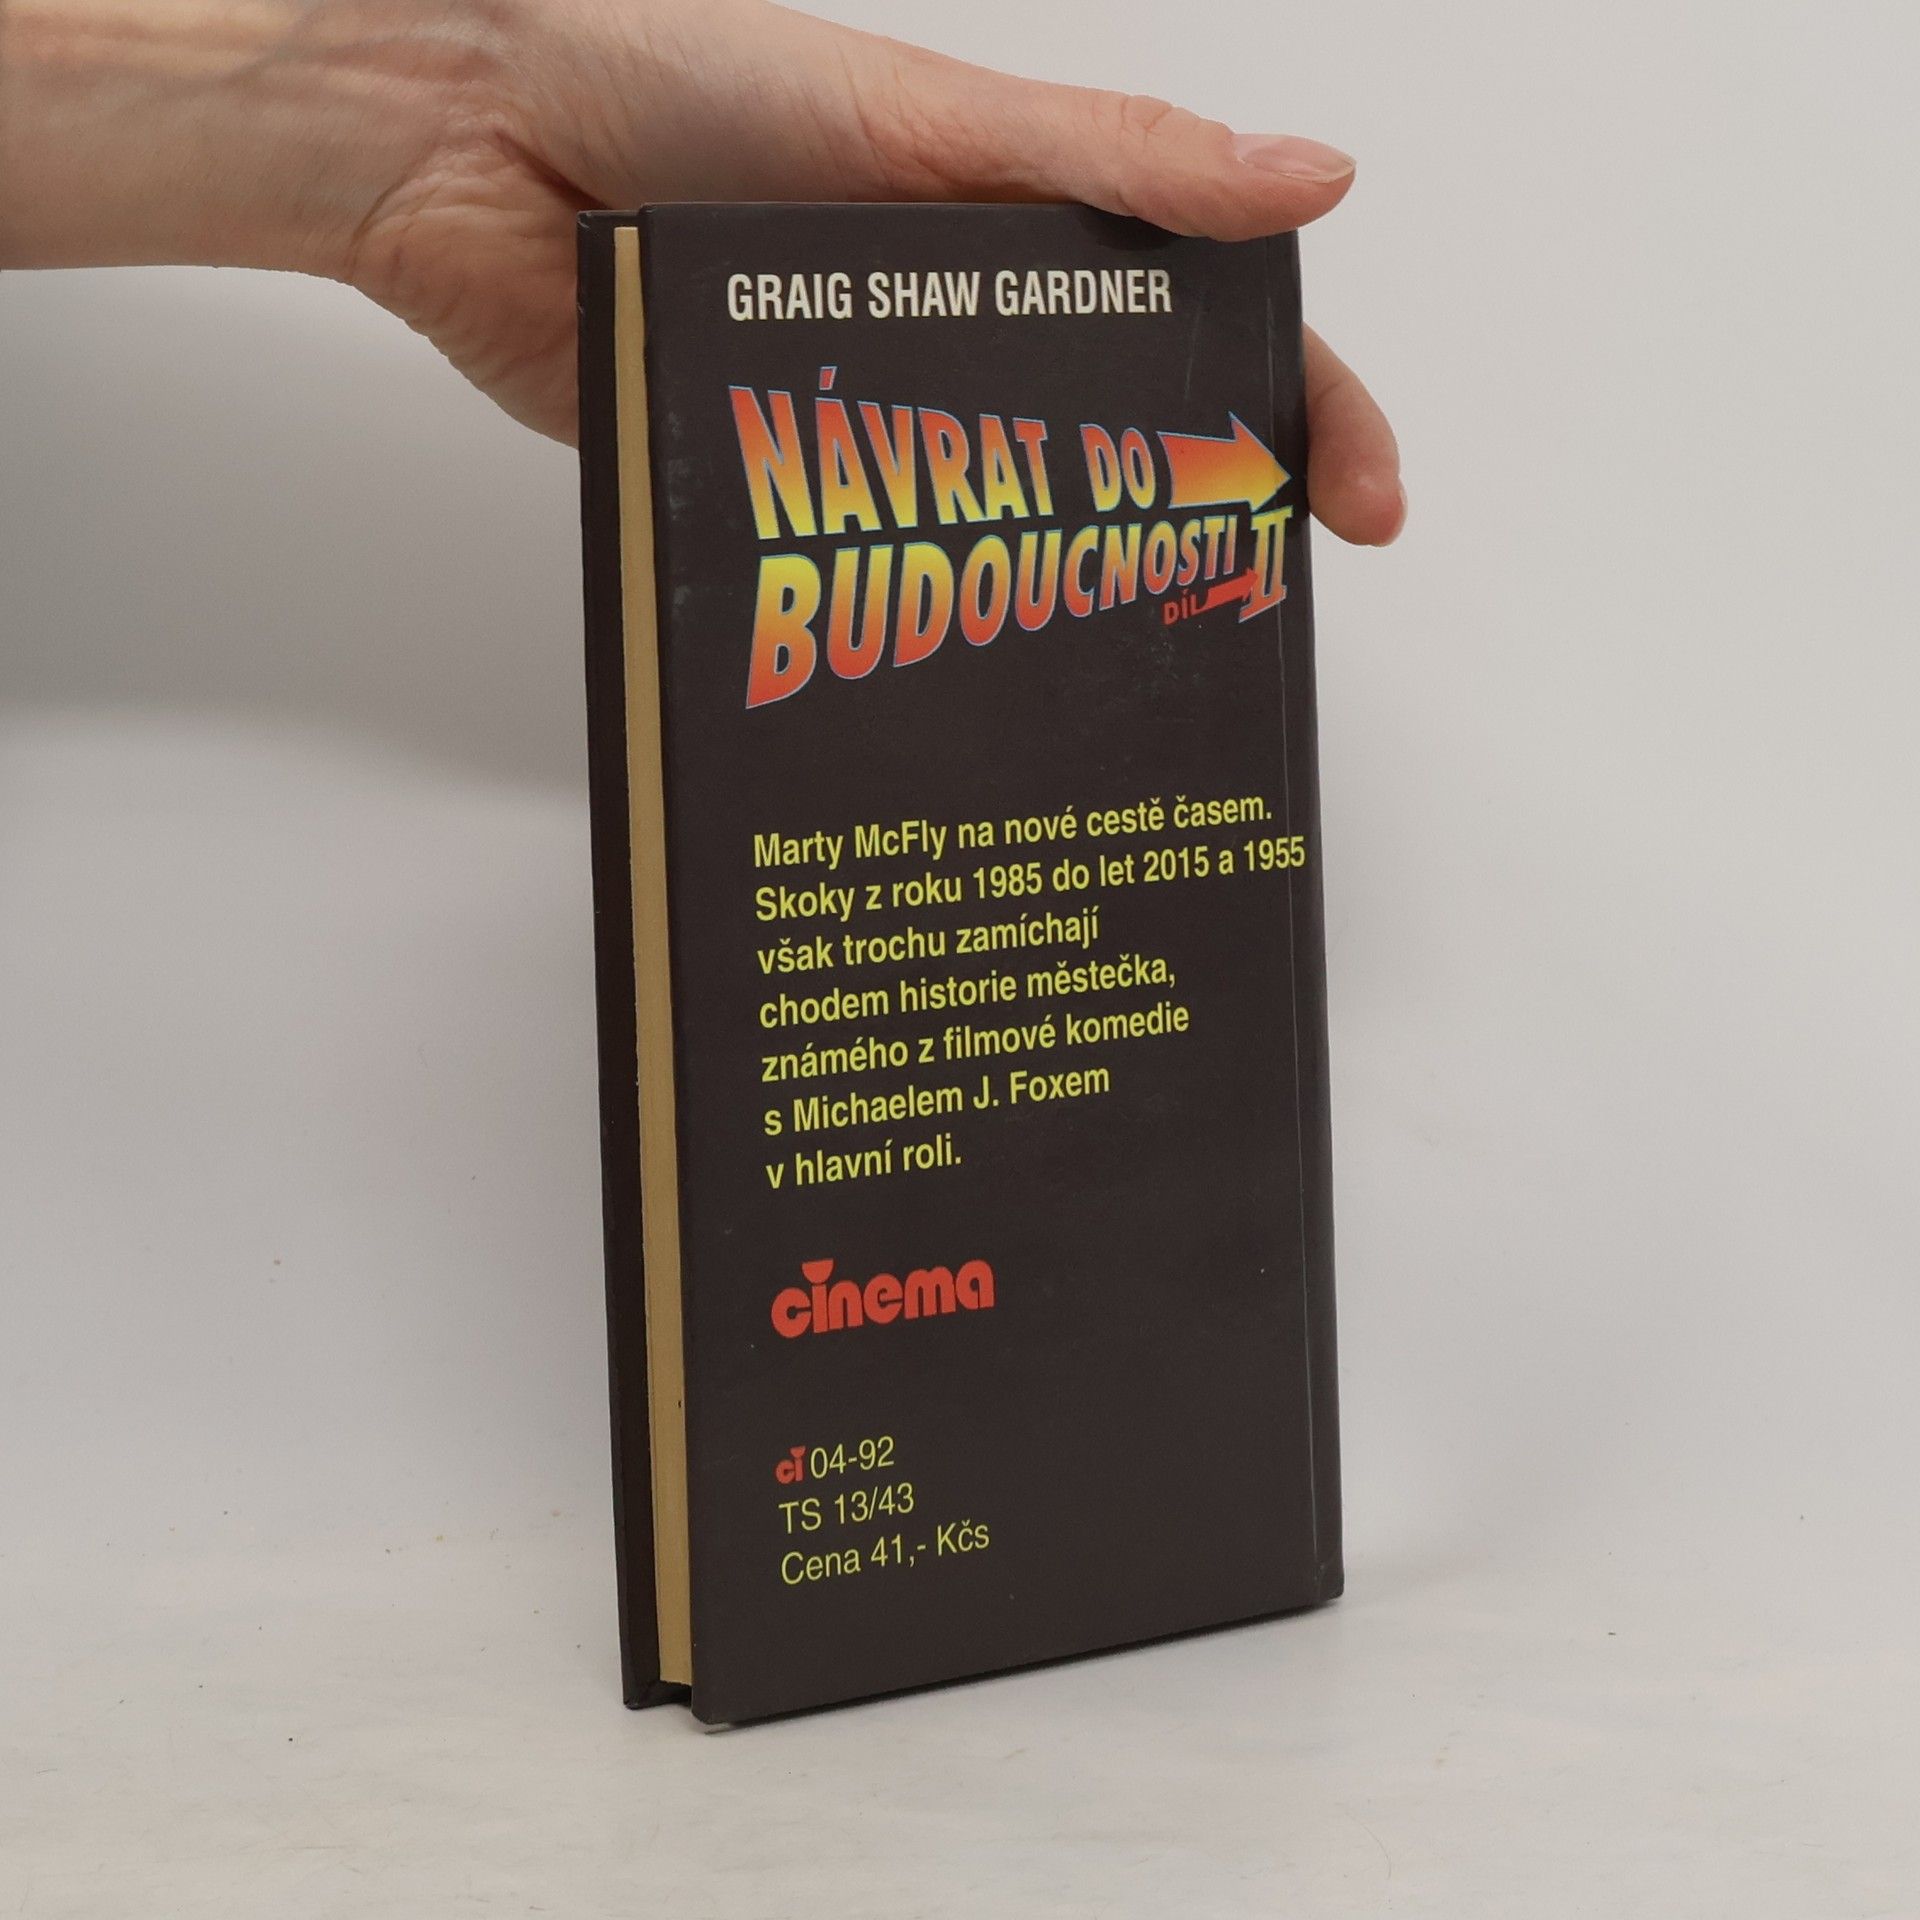 GRAIG SHAW GARDNER
NÁVRAT DO
BUDOUCNOSTI II
DÍL
Marty McFly na nové cestě časem.
Skoky z roku 1985 do let 2015 a 1955
však trochu zamíchají
chodem historie městečka,
známého z filmové komedie
s Michaelem J. Foxem
v hlavní roli.
cinema
ci 04-92
TS 13/43
Cena 41,- Kčs